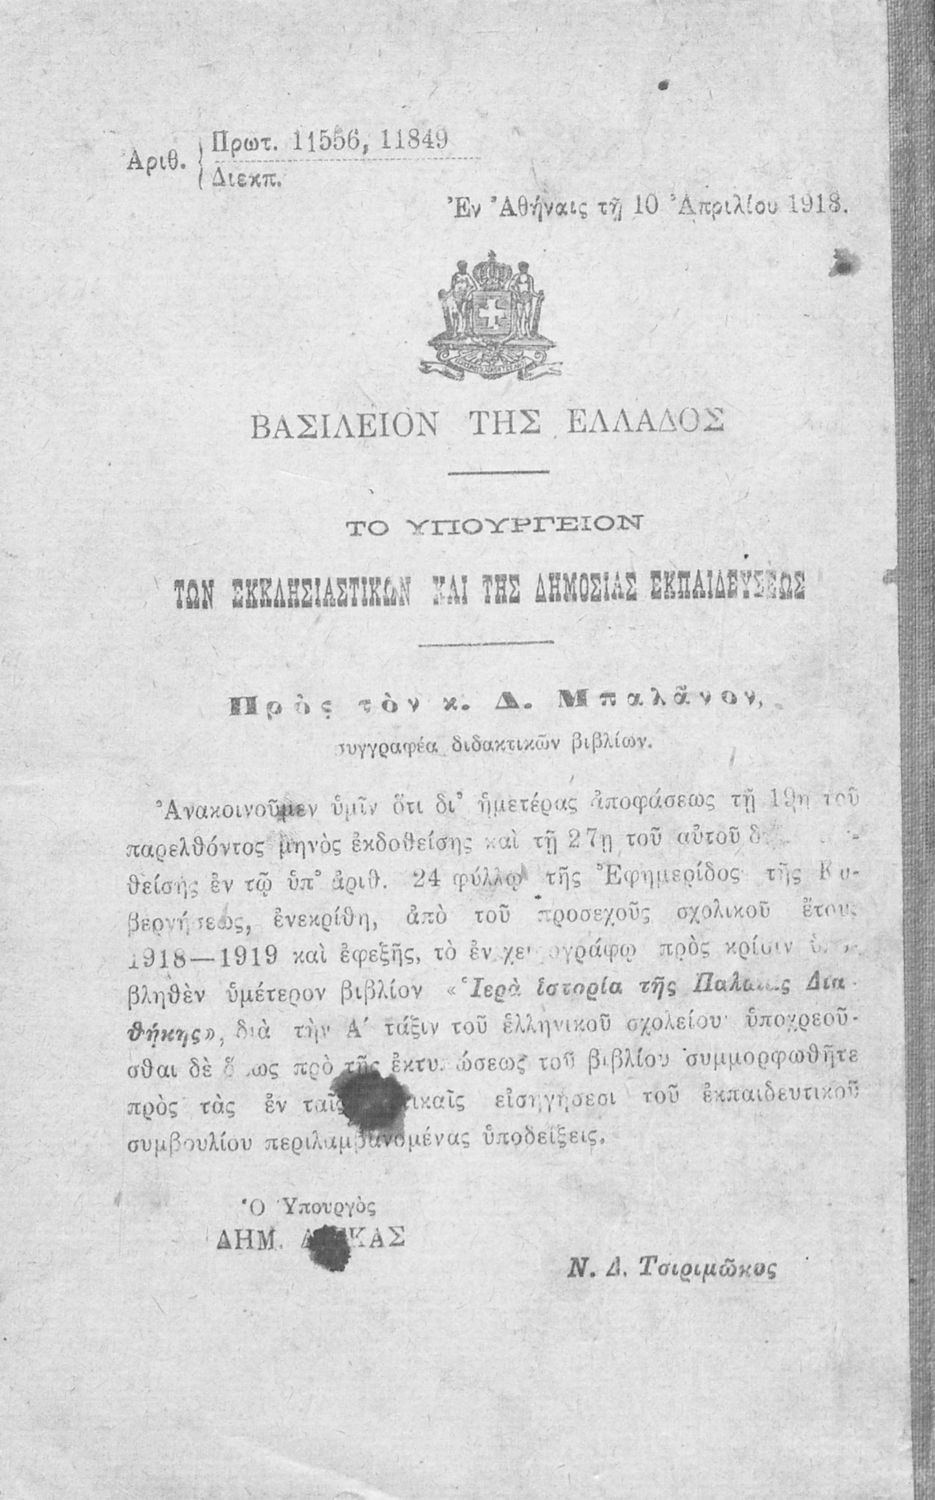 Ἀριθ. Πρωτ. 11556, 11849
Διεκπ.
Ἐν Ἀθήναις τῇ 10 Ἀπριλίου 1918.
ΒΑΣΙΛΕΙΟΝ ΤΗΣ ΕΛΛΑΔΟΣ
ΤΟ ΥΠΟΥΡΓΕΙΟΝ
ΤΩΝ ΕΚΚΛΗΣΙΑΣΤΙΚΩΝ ΚΑΙ ΤΗΣ ΔΗΜΟΣΙΑΣ ΕΚΠΑΙΔΕΥΣΕΩΣ
Πρὸς τὸν κ. Δ. Μπαλᾶνον,
συγγραφέα διδακτικῶν βιβλίων.
Ἀνακοινοῦμεν ὑμῖν ὅτι δι' ἡμετέρας ἀποφάσεως τῇ 19ῃ τοῦ
παρελθόντος μηνὸς ἐκδοθείσης καὶ τῇ 27ῃ τοῦ αὐτοῦ
θείσης ἐν τῷ ὑπ' ἀριθ. 24 φύλλῳ τῆς Ἐφημερίδος τῆς Κυ-
βερνήσεως, ἐνεκρίθη, ἀπὸ τοῦ προσεχοῦς σχολικοῦ ἔτους
1918—1919 καὶ ἐφεξῆς, τὸ ἐν χειρογράφῳ πρὸς κρίσιν
βληθὲν ὑμέτερον βιβλίον «Ἱερὰ ἱστορία τῆς Παλαιᾶς Δια-
θήκης», διὰ τὴν Α′ τάξιν τοῦ ἑλληνικοῦ σχολείου· ὑποχρεοῦ-
σθαι δὲ ὅπως πρὸ τῆς ἐκτυπώσεως τοῦ βιβλίου συμμορφωθῆτε
πρὸς τὰς ἐν ταῖς εἰσηγήσεσι τοῦ ἐκπαιδευτικοῦ
συμβουλίου περιλαμβανομένας ὑποδείξεις.
Ὁ Ὑπουργὸς
ΔΗΜ. ΔΙΓΚΑΣ
Ν. Δ. Τσιριμῶκος